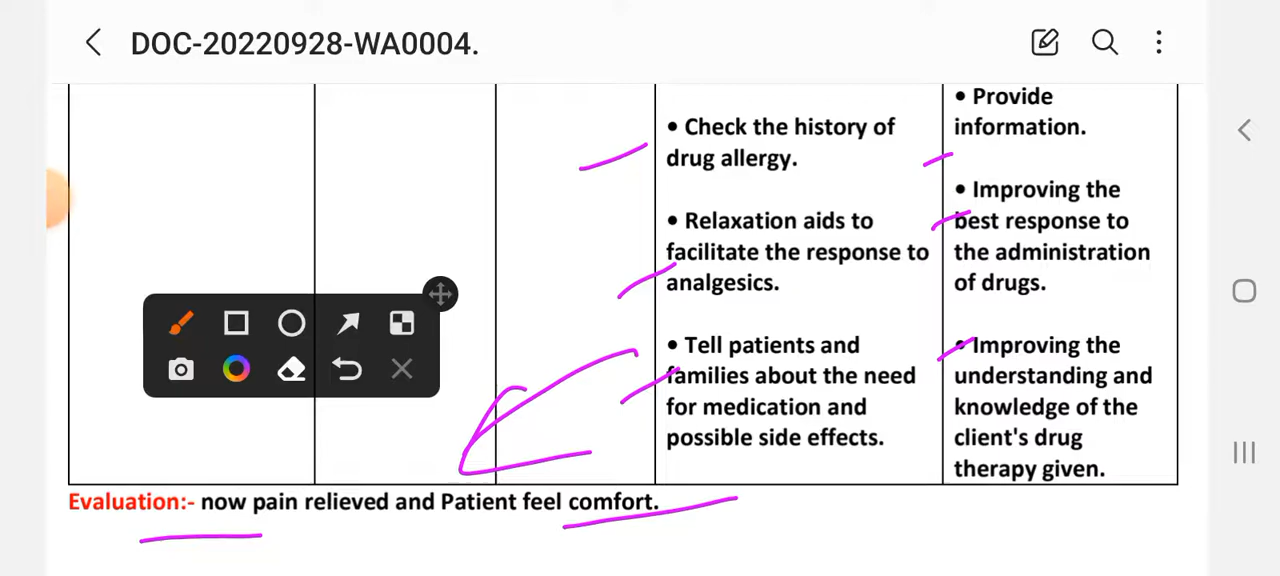 DOC-20220928-WA0004.
• Check the history of
drug allergy.
• Relaxation aids to
facilitate the response to
analgesics.
• Tell patients and
families about the need
for medication and
possible side effects.
• Provide
information.
• Improving the
best response to
the administration
of drugs.
• Improving the
understanding and
knowledge of the
client's drug
therapy given.
Evaluation:- now pain relieved and Patient feel comfort.